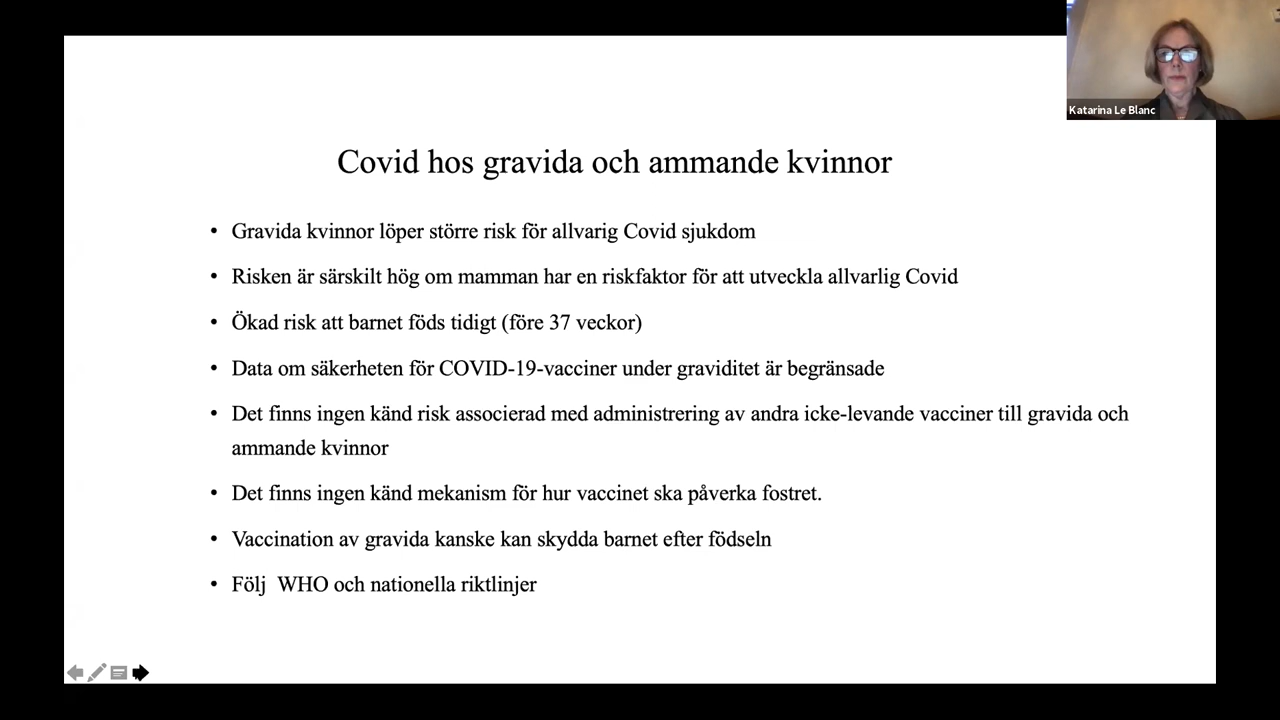 Katarina Le Blanc
Covid hos gravida och ammande kvinnor
• Gravida kvinnor löper större risk för allvarig Covid sjukdom
• Risken är särskilt hög om mamman har en riskfaktor för att utveckla allvarlig Covid
• Ökad risk att barnet föds tidigt (före 37 veckor)
• Data om säkerheten för COVID-19-vacciner under graviditet är begränsade
• Det finns ingen känd risk associerad med administrering av andra icke-levande vacciner till gravida och
ammande kvinnor
• Det finns ingen känd mekanism för hur vaccinet ska påverka fostret.
• Vaccination av gravida kanske kan skydda barnet efter födseln
• Följ  WHO och nationella riktlinjer